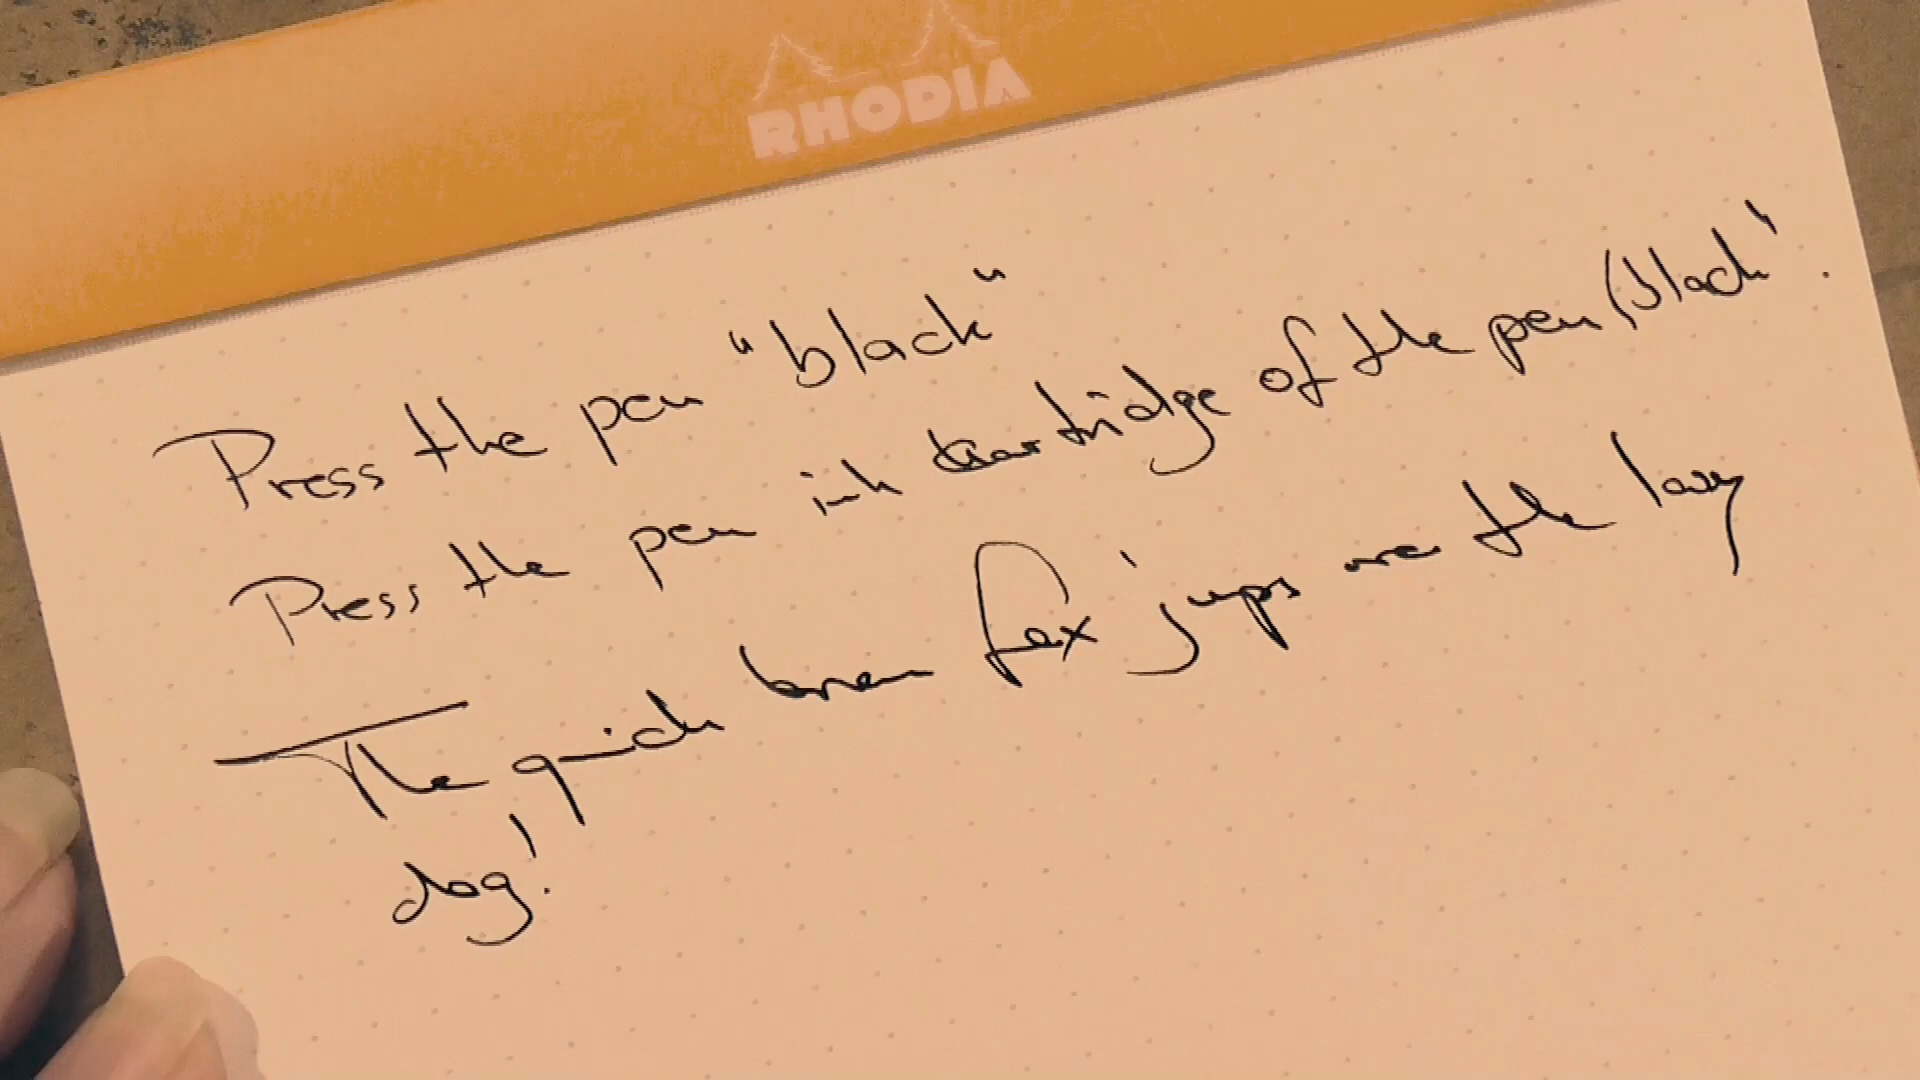 RHODIA
Press the pen "black"
Press the pen ink cartridge of the pen (black".
The quick brown fox jumps over the lazy
dog!